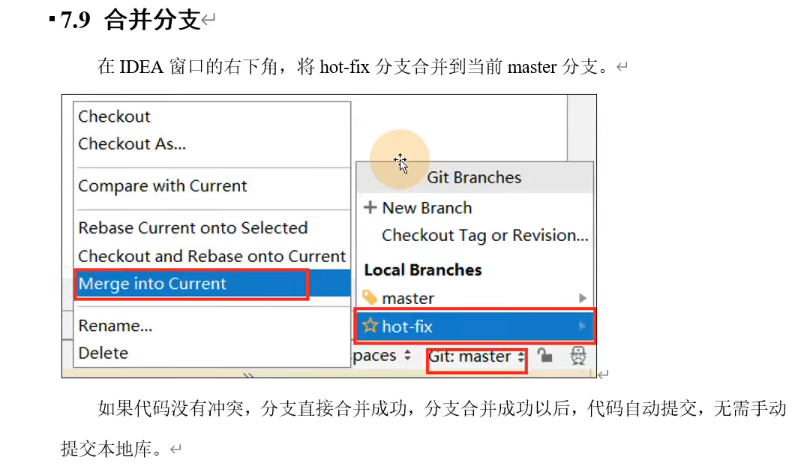 ▪7.9 合并分支↵
在 IDEA 窗口的右下角，将 hot-fix 分支合并到当前 master 分支。↵
Checkout
Checkout As...
Compare with Current
Rebase Current onto Selected
Checkout and Rebase onto Current
Merge into Current
Rename...
Delete
Git Branches
+ New Branch
Checkout Tag or Revision...
Local Branches
master
hot-fix
paces
Git: master
如果代码没有冲突，分支直接合并成功，分支合并成功以后，代码自动提交，无需手动
提交本地库。↵